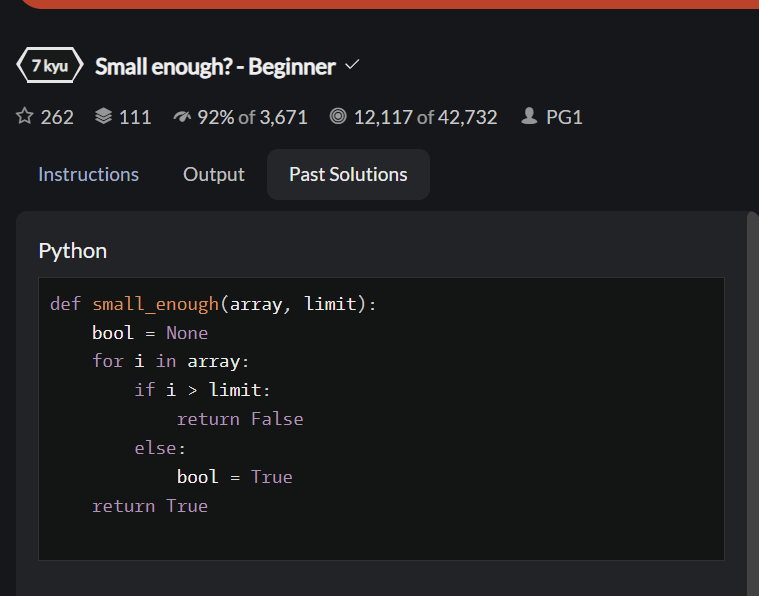 7 kyu Small enough? - Beginner
262 111 92% of 3,671 12,117 of 42,732 PG1
Instructions Output Past Solutions
Python
def small_enough(array, limit):
    bool = None
    for i in array:
        if i > limit:
            return False
        else:
            bool = True
    return True